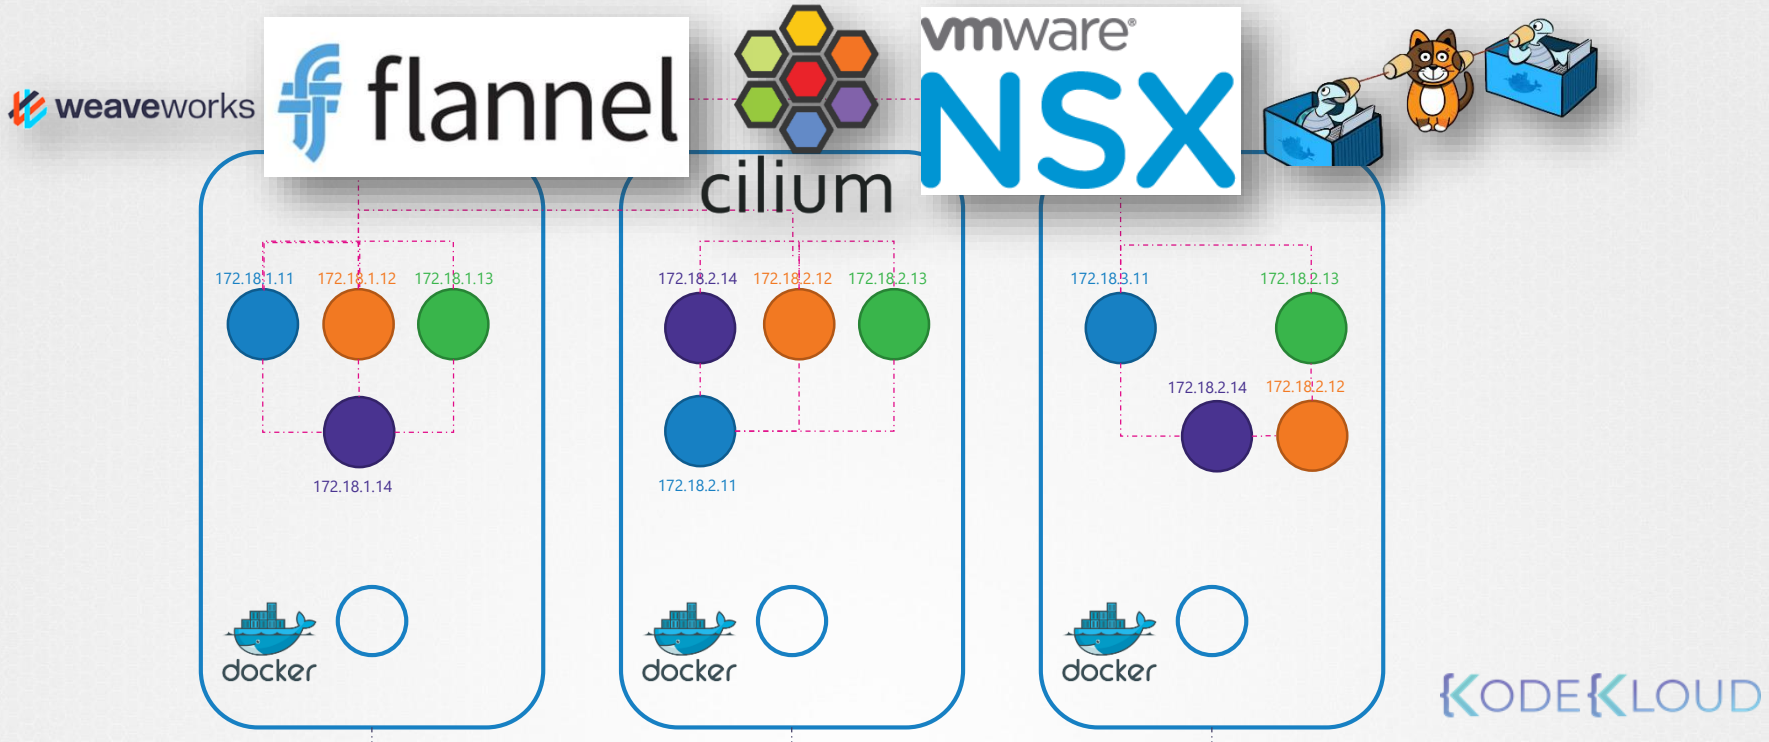 weaveworks
flannel
cilium
vmware®
NSX
172.18.1.11
172.18.1.12
172.18.1.13
172.18.1.14
172.18.2.14
172.18.2.12
172.18.2.13
172.18.2.11
172.18.3.11
172.18.2.13
172.18.2.14
172.18.2.12
docker
docker
docker
{KODE{KLOUD